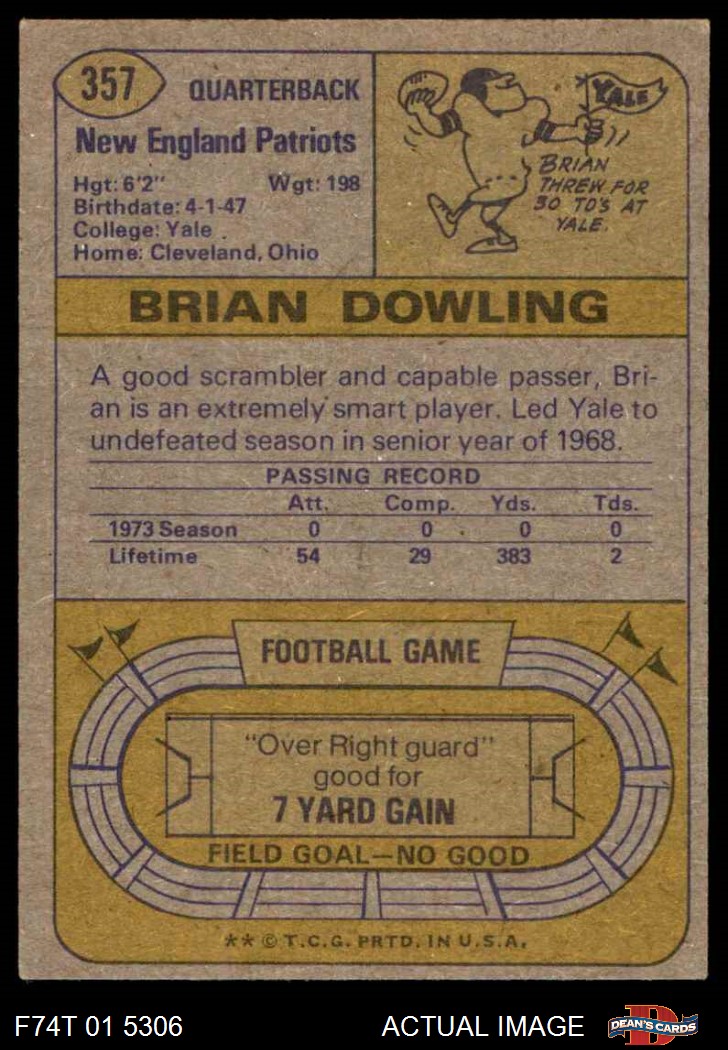 357
QUARTERBACK
New England Patriots
Hgt: 6'2" Wgt: 198
Birthdate: 4-1-47
College: Yale
Home: Cleveland, Ohio
YALE
BRIAN
THREW FOR
30 TD'S AT
YALE.
BRIAN DOWLING
A good scrambler and capable passer, Bri-
an is an extremely smart player. Led Yale to
undefeated season in senior year of 1968.
PASSING RECORD
Att. Comp. Yds. Tds.
1973 Season 0 0 0 0
Lifetime 54 29 383 2
FOOTBALL GAME
"Over Right guard"
good for
7 YARD GAIN
FIELD GOAL—NO GOOD
** © T.C.G. PRTD. IN U.S.A.
F74T 01 5306 ACTUAL IMAGE
D
DEAN'S CARDS